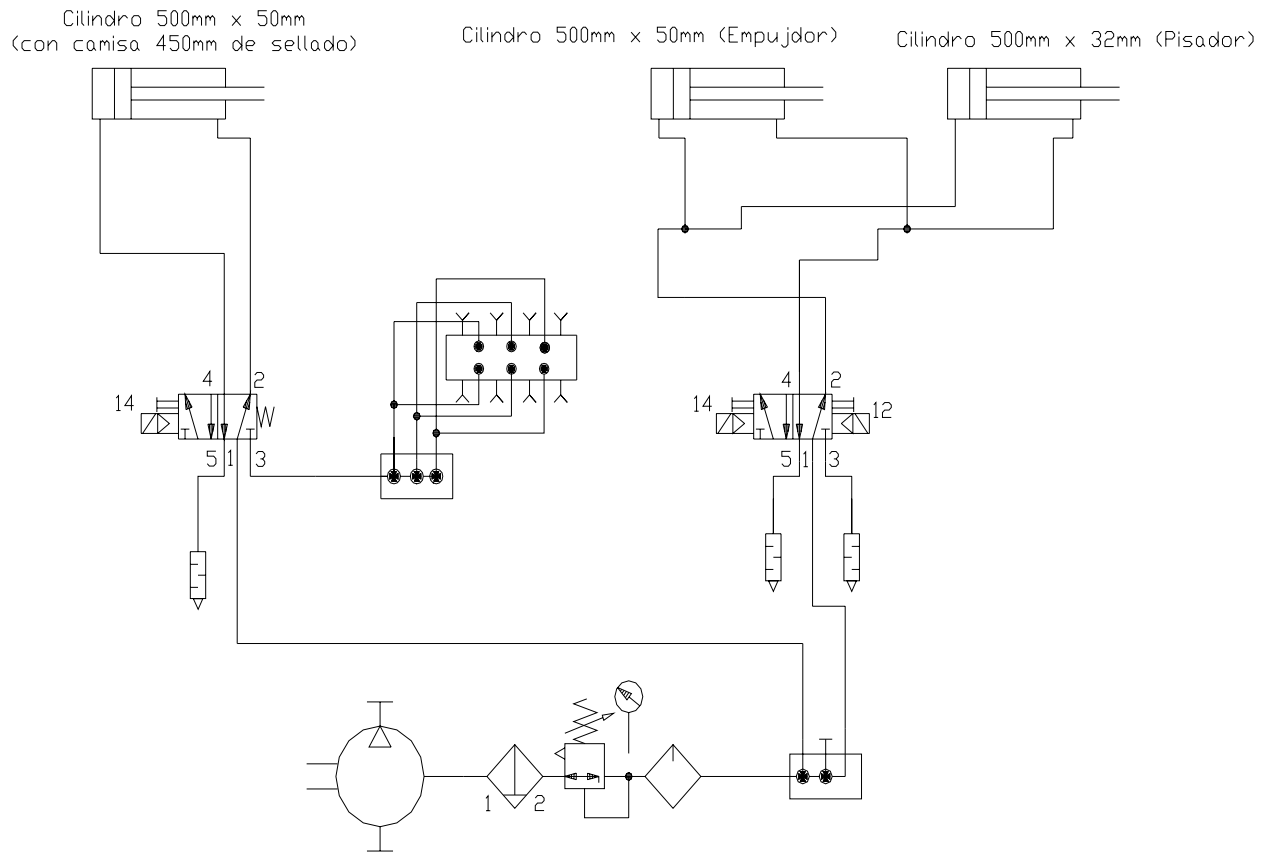 Cilindro 500mm x 50mm
(con camisa 450mm de sellado)
Cilindro 500mm x 50mm (Empujdor)
Cilindro 500mm x 32mm (Pisador)
4 2
14
5 1 3
4 2
14 12
5 1 3
1 2